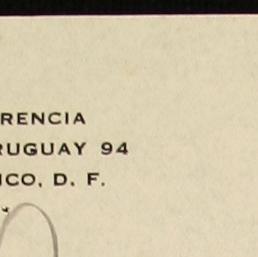 RENCIA
RUGUAY 94
ICO, D. F.